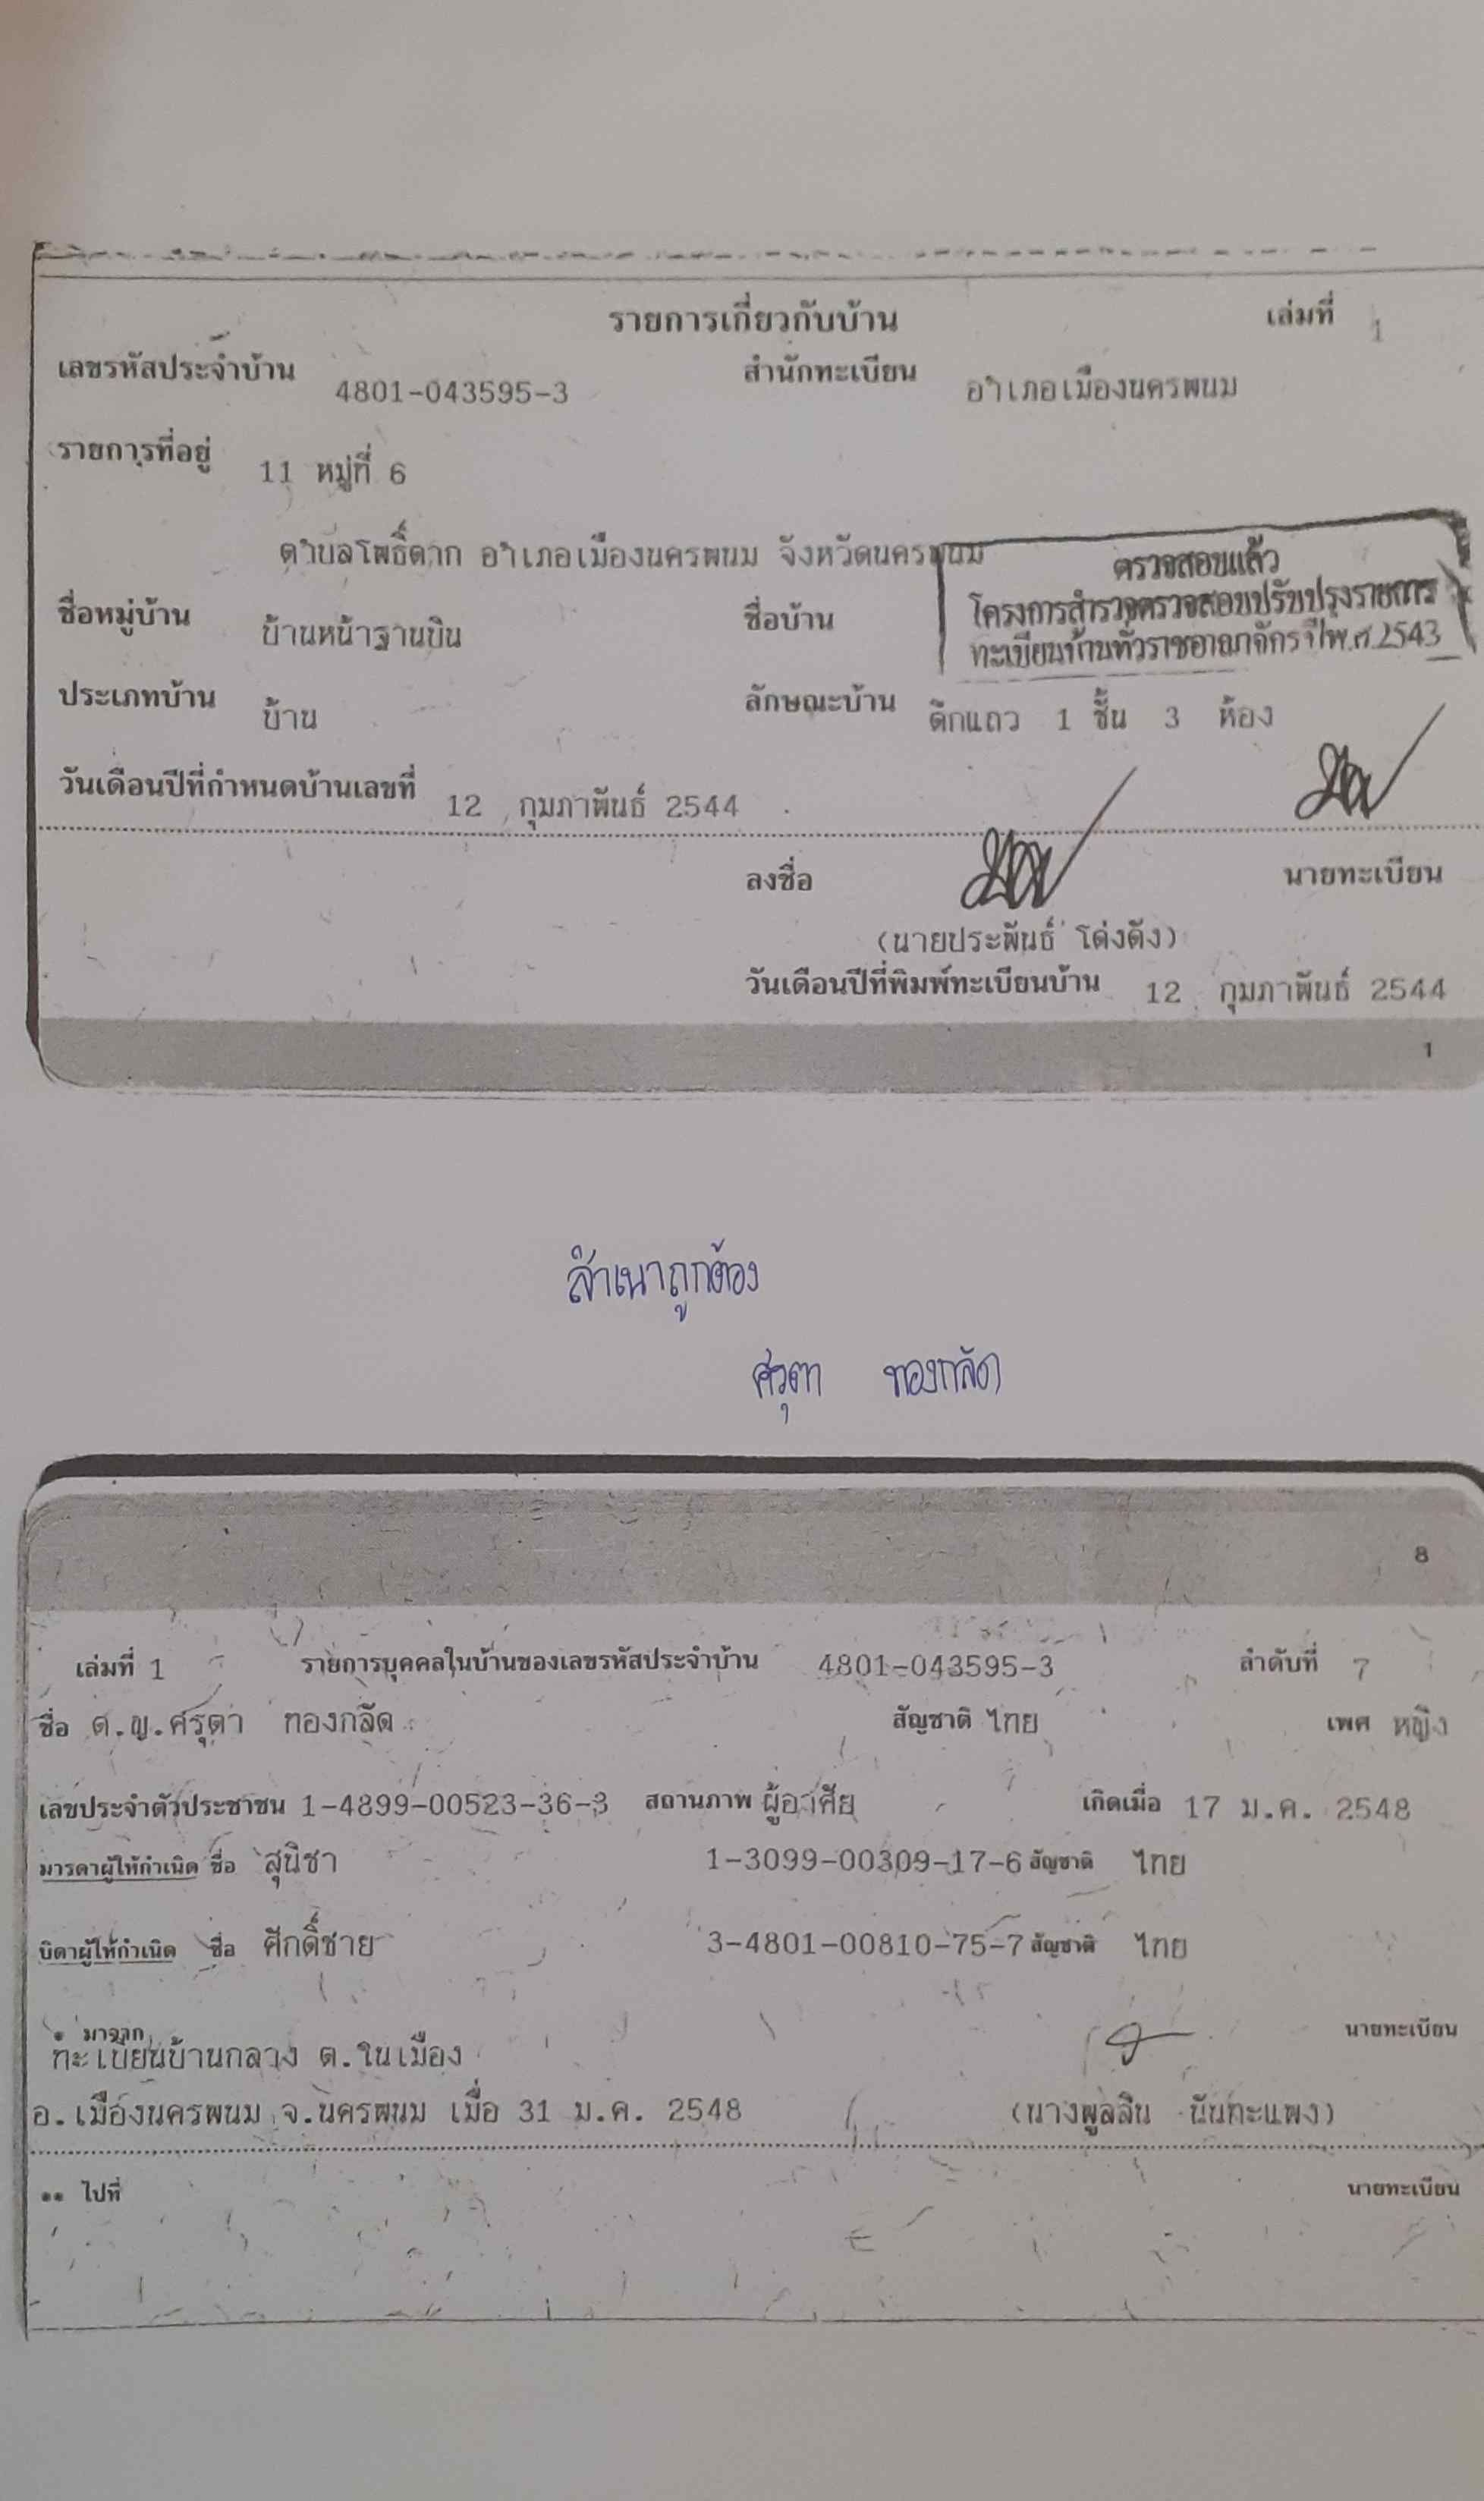 รายการเกี่ยวกับบ้าน เล่มที่ 1
เลขรหัสประจำบ้าน 4801-043595-3 สำนักทะเบียน อำเภอเมืองนครพนม
รายการที่อยู่ 11 หมู่ที่ 6
ตำบลโพธิ์ตาก อำเภอเมืองนครพนม จังหวัดนครพนม
ตรวจสอบแล้ว
โครงการสำรวจตรวจสอบปรับปรุงรายการ
ทะเบียนบ้านทั่วราชอาณาจักร ปีพ.ศ.2543
ชื่อหมู่บ้าน บ้านหน้าฐานบิน ชื่อบ้าน
ประเภทบ้าน บ้าน ลักษณะบ้าน ตึกแถว 1 ชั้น 3 ห้อง
วันเดือนปีที่กำหนดบ้านเลขที่ 12 กุมภาพันธ์ 2544
ลงชื่อ นายทะเบียน
(นายประพันธ์ โด่งดัง)
วันเดือนปีที่พิมพ์ทะเบียนบ้าน 12 กุมภาพันธ์ 2544
1
สำเนาถูกต้อง
ศรุตา ทองกลัด
8
เล่มที่ 1 รายการบุคคลในบ้านของเลขรหัสประจำบ้าน 4801-043595-3 ลำดับที่ 7
ชื่อ ด.ญ.ศรุตา ทองกลัด สัญชาติ ไทย เพศ หญิง
เลขประจำตัวประชาชน 1-4899-00523-36-3 สถานภาพ ผู้อาศัย เกิดเมื่อ 17 ม.ค. 2548
มารดาผู้ให้กำเนิด ชื่อ สุนิชา 1-3099-00309-17-6 สัญชาติ ไทย
บิดาผู้ให้กำเนิด ชื่อ ศักดิ์ชาย 3-4801-00810-75-7 สัญชาติ ไทย
* มาจาก นายทะเบียน
ทะเบียนบ้านกลาง ต.ในเมือง
อ.เมืองนครพนม จ.นครพนม เมื่อ 31 ม.ค. 2548 (นางพูลสิน นันทะแพง)
** ไปที่ นายทะเบียน